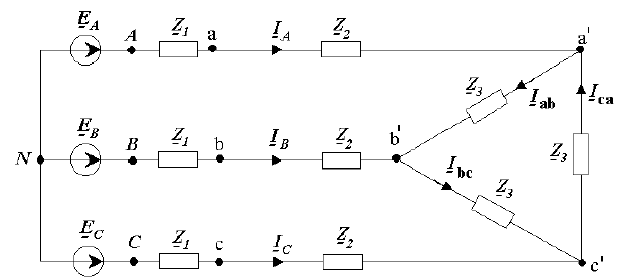 E_A A Z_1 a I_A Z_2 a'
Z_3 I_ab I_ca
E_B B Z_1 b I_B Z_2 b'
N
Z_3
I_bc Z_3
E_C C Z_1 c I_C Z_2 c'